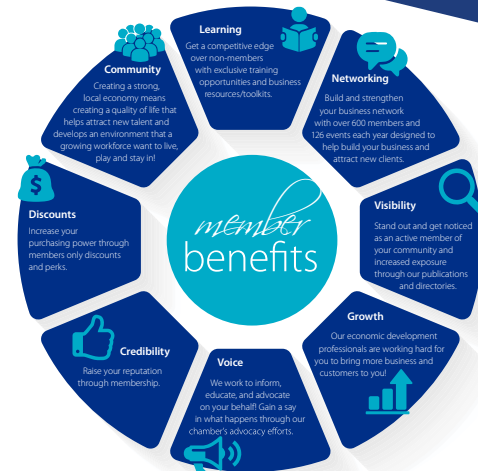 Learning
Get a competitive edge
over non-members
with exclusive training
opportunities and business
resources/toolkits.
Networking
Build and strengthen
your business network
with over 600 members and
126 events each year designed to
help build your business and
attract new clients.
Visibility
Stand out and get noticed
as an active member of
your community and
increased exposure
through our publications
and directories.
Growth
Our economic development
professionals are working hard for
you to bring more business and
customers to you!
Voice
We work to inform,
educate, and advocate
on your behalf! Gain a say
in what happens through our
chamber's advocacy efforts.
Credibility
Raise your reputation
through membership.
Discounts
Increase your
purchasing power through
members only discounts
and perks.
$
Community
Creating a strong,
local economy means
creating a quality of life that
helps attract new talent and
develops an environment that a
growing workforce want to live,
play and stay in!
member
benefits